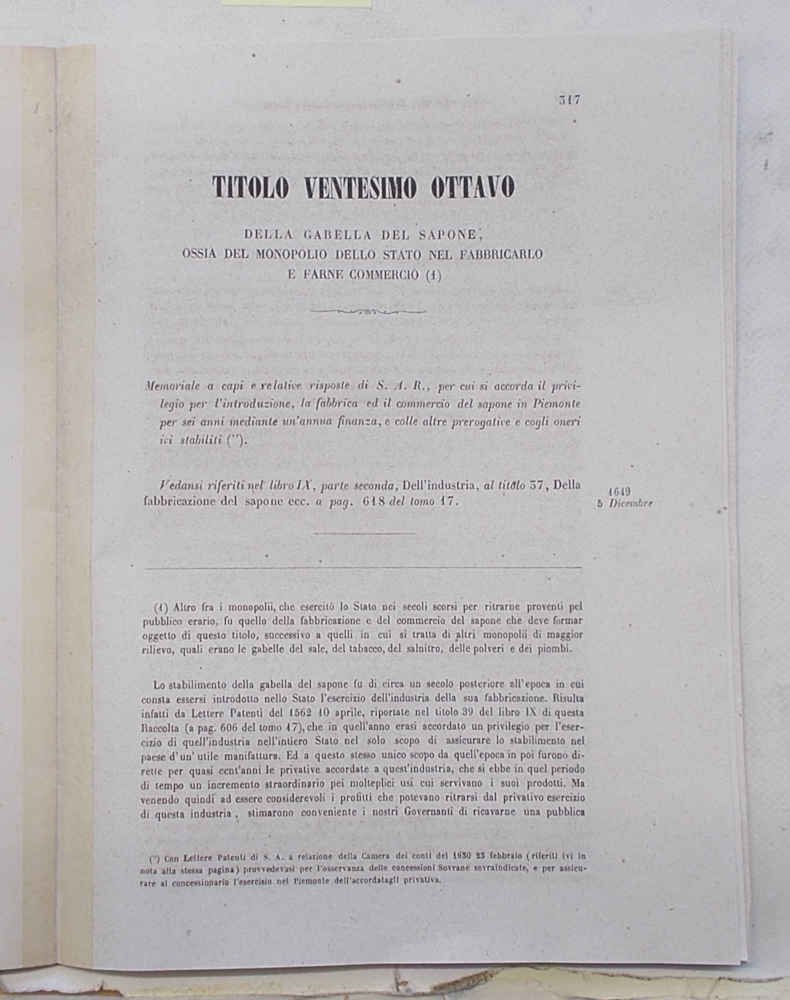 317
TITOLO VENTESIMO OTTAVO
DELLA GABELLA DEL SAPONE,
OSSIA DEL MONOPOLIO DELLO STATO NEL FABBRICARLO
E FARNE COMMERCIO (1)
Memoriale a capi e relative risposte di S. A. R., per cui si accorda il privi-
legio per l'introduzione, la fabbrica ed il commercio del sapone in Piemonte
per sei anni mediante un'annua finanza, e colle altre prerogative e cogli oneri
ivi stabiliti (*).
Vedansi riferiti nel libro IX, parte seconda, Dell'industria, al titolo 37, Della
fabbricazione del sapone ecc. a pag. 618 del tomo 17.
1649
5 Dicembre
(1) Altro fra i monopolii, che esercitò lo Stato nei secoli scorsi per ritrarne proventi pel
pubblico erario, fu quello della fabbricazione e del commercio del sapone che deve formar
oggetto di questo titolo, successivo a quelli in cui si tratta di altri monopolii di maggior
rilievo, quali erano le gabelle del sale, del tabacco, del salnitro, delle polveri e dei piombi.
Lo stabilimento della gabella del sapone fu di circa un secolo posteriore all'epoca in cui
consta essersi introdotto nello Stato l'esercizio dell'industria della sua fabbricazione. Risulta
infatti da Lettere Patenti del 1562 10 aprile, riportate nel titolo 39 del libro IX di questa
Raccolta (a pag. 606 del tomo 17), che in quell'anno erasi accordato un privilegio per l'eser-
cizio di quell'industria nell'intiero Stato nel solo scopo di assicurare lo stabilimento nel
paese d'un' utile manifattura. Ed a questo stesso unico scopo da quell'epoca in poi furono di-
rette per quasi cent'anni le privative accordate a quest'industria, che si ebbe in quel periodo
di tempo un incremento straordinario pei molteplici usi cui servivano i suoi prodotti. Ma
venendo quindi ad essere considerevoli i profitti che potevano ritrarsi dal privativo esercizio
di questa industria, stimarono conveniente i nostri Governanti di ricavarne una pubblica
(*) Con Lettere Patenti di S. A. a relazione della Camera dei conti del 1650 23 febbraio (riferiti ivi in
nota alla stessa pagina) provvedevasi per l'osservanza delle concessioni Sovrane sovraindicate, e per assicu-
rare al concessionario l'esercizio nel Piemonte dell'accordatagli privativa.